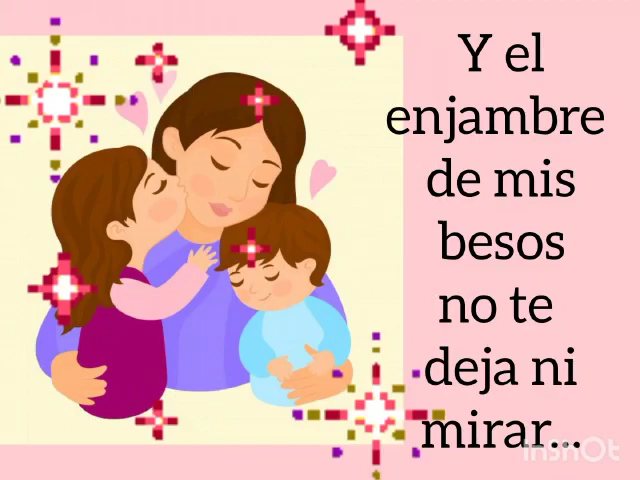 Y el
enjambre
de mis
besos
no te
deja ni
mirar...
InShOt